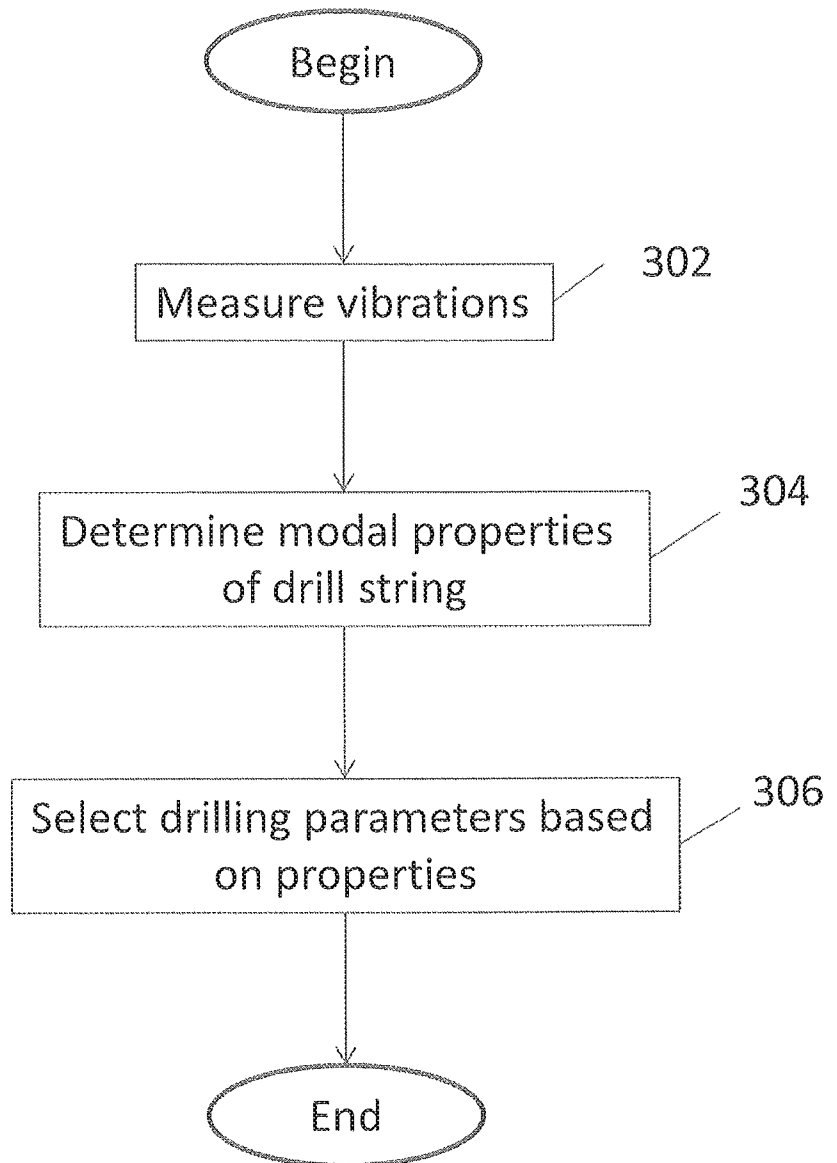 Begin
Measure vibrations
302
Determine modal properties
of drill string
304
Select drilling parameters based
on properties
306
End